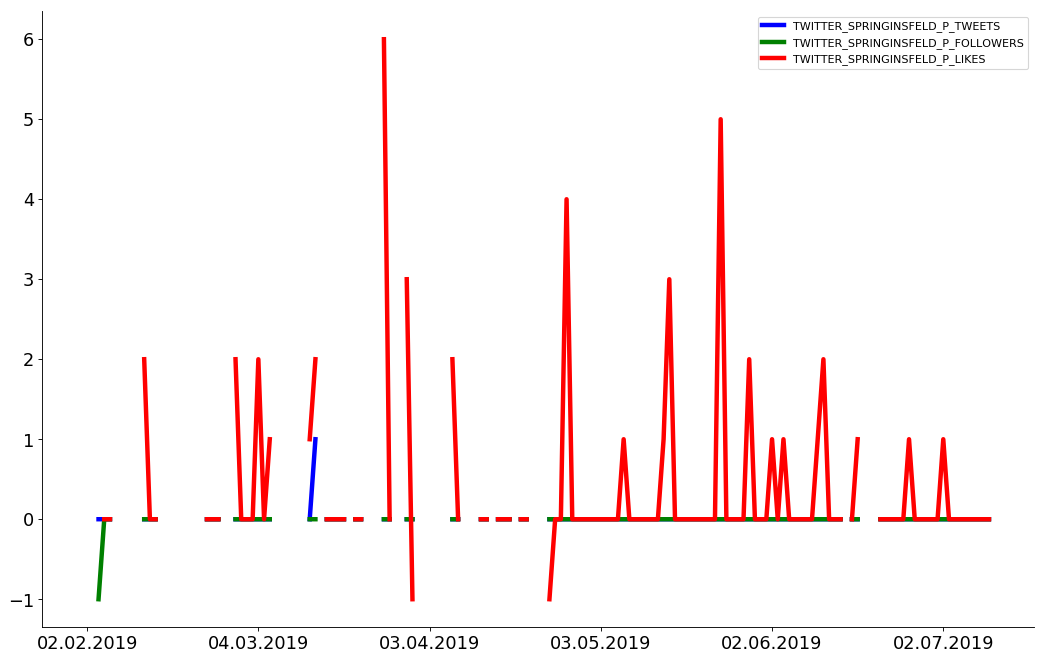 TWITTER_SPRINGINSFELD_P_TWEETS
TWITTER_SPRINGINSFELD_P_FOLLOWERS
TWITTER_SPRINGINSFELD_P_LIKES
6
5
4
3
2
1
0
−1
02.02.2019 04.03.2019 03.04.2019 03.05.2019 02.06.2019 02.07.2019